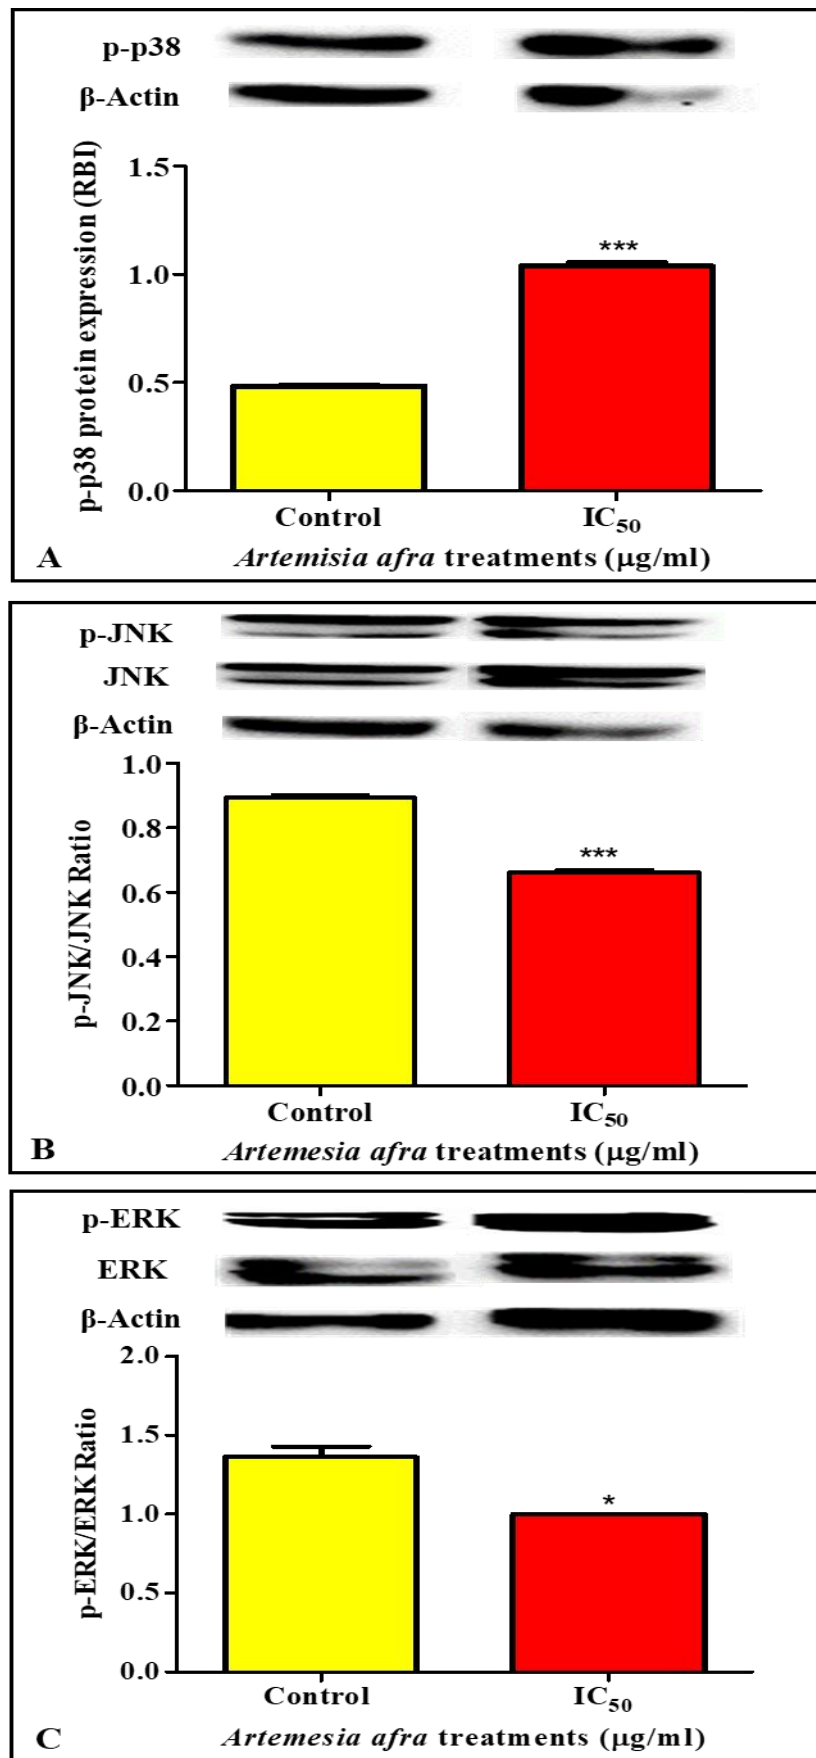 p-p38
β-Actin
p-p38 protein expression (RBI)
1.5
1.0
0.5
0.0
***
Control IC50
A Artemisia afra treatments (µg/ml)
p-JNK
JNK
β-Actin
p-JNK/JNK Ratio
1.0
0.8
0.6
0.4
0.2
0.0
***
Control IC50
B Artemesia afra treatments (µg/ml)
p-ERK
ERK
β-Actin
p-ERK/ERK Ratio
2.0
1.5
1.0
0.5
0.0
*
Control IC50
C Artemesia afra treatments (µg/ml)